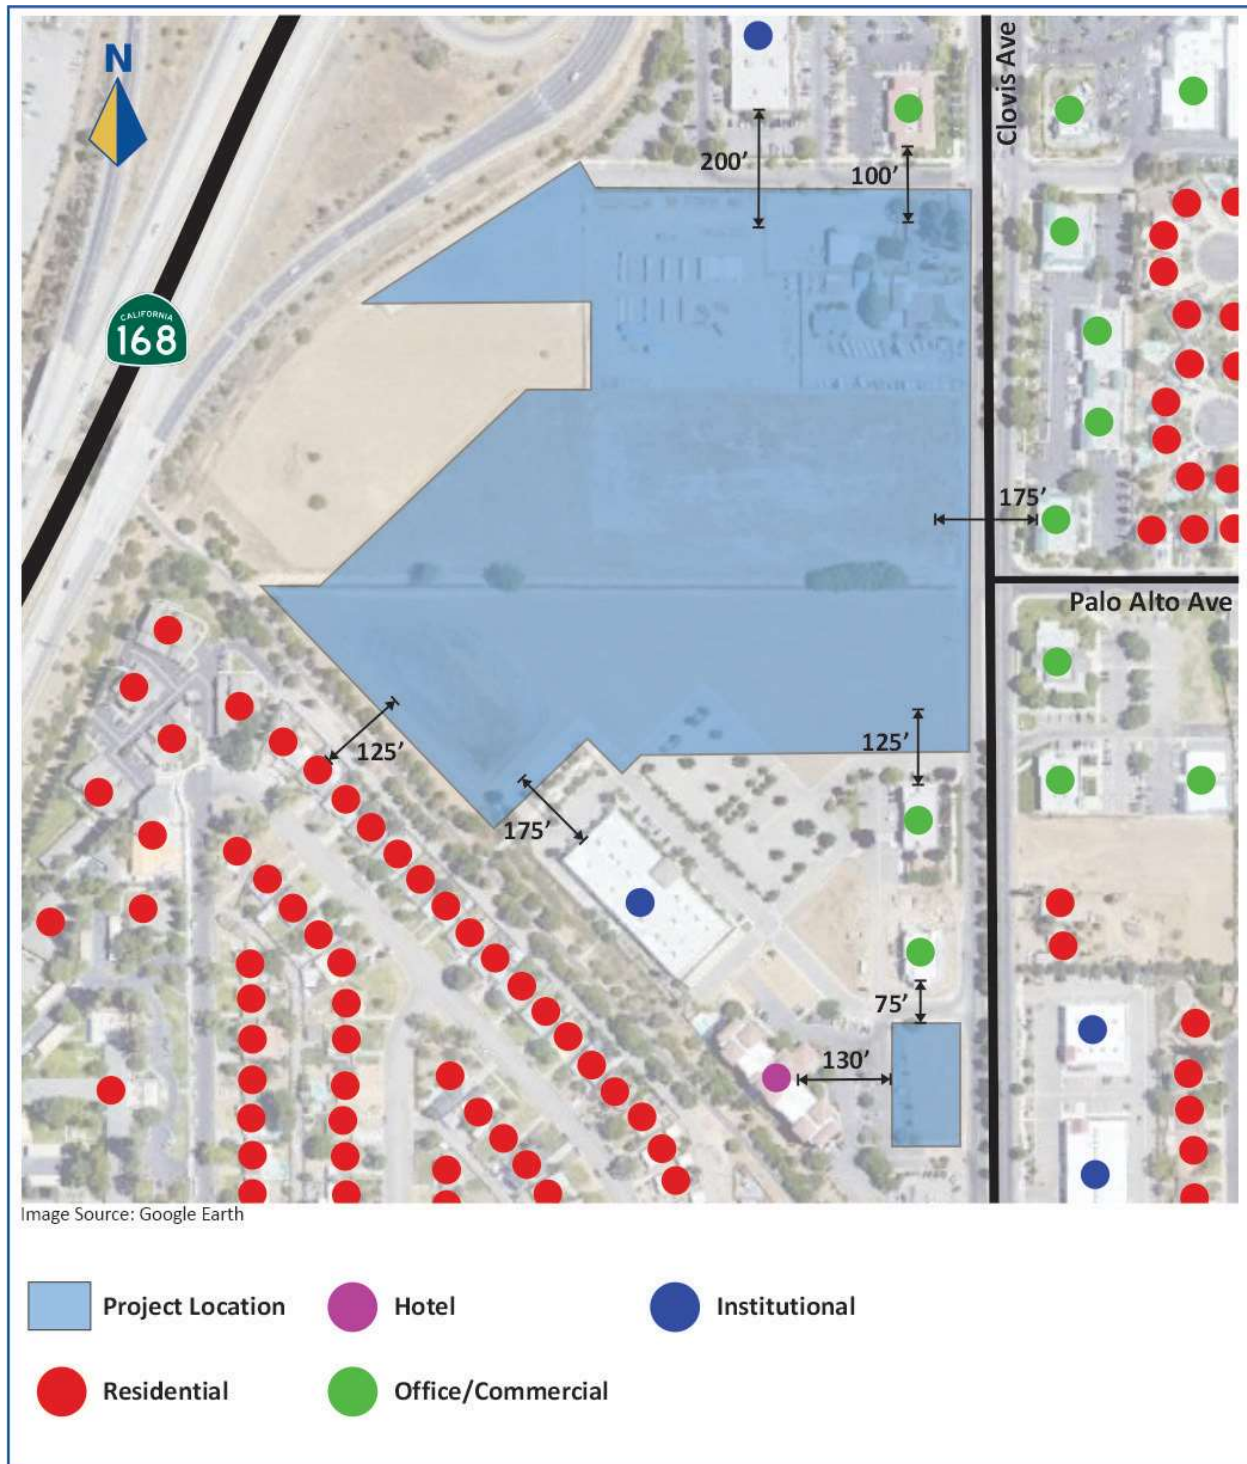 N
Clovis Ave
200’
100’
CALIFORNIA
168
175’
Palo Alto Ave
125’
125’
175’
75’
130’
Image Source: Google Earth
Project Location
Hotel
Institutional
Residential
Office/Commercial